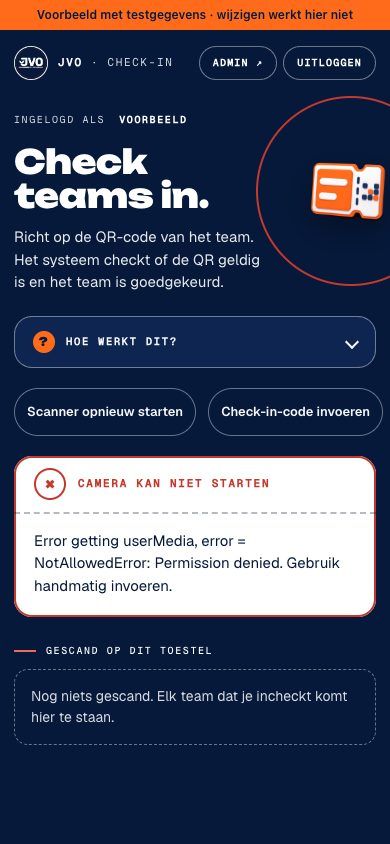 Voorbeeld met testgegevens · wijzigen werkt hier niet
JVO JVO · CHECK-IN ADMIN ↗ UITLOGGEN
INGELOGD ALS VOORBEELD
Check
teams in.
Richt op de QR-code van het team.
Het systeem checkt of de QR geldig
is en het team is goedgekeurd.
? HOE WERKT DIT?
Scanner opnieuw starten Check-in-code invoeren
CAMERA KAN NIET STARTEN
Error getting userMedia, error =
NotAllowedError: Permission denied. Gebruik
handmatig invoeren.
GESCAND OP DIT TOESTEL
Nog niets gescand. Elk team dat je incheckt komt
hier te staan.